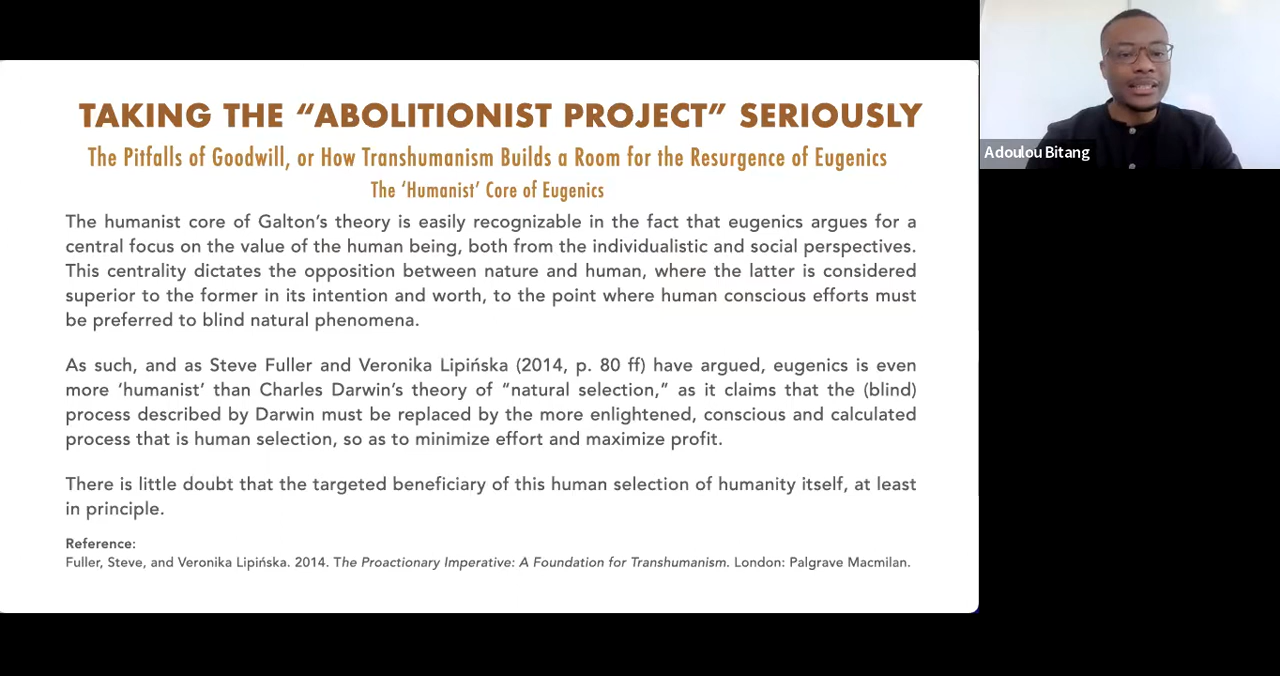 TAKING THE “ABOLITIONIST PROJECT” SERIOUSLY
The Pitfalls of Goodwill, or How Transhumanism Builds a Room for the Resurgence of Eugenics
The ‘Humanist’ Core of Eugenics
The humanist core of Galton’s theory is easily recognizable in the fact that eugenics argues for a
central focus on the value of the human being, both from the individualistic and social perspectives.
This centrality dictates the opposition between nature and human, where the latter is considered
superior to the former in its intention and worth, to the point where human conscious efforts must
be preferred to blind natural phenomena.
As such, and as Steve Fuller and Veronika Lipińska (2014, p. 80 ff) have argued, eugenics is even
more ‘humanist’ than Charles Darwin’s theory of “natural selection,” as it claims that the (blind)
process described by Darwin must be replaced by the more enlightened, conscious and calculated
process that is human selection, so as to minimize effort and maximize profit.
There is little doubt that the targeted beneficiary of this human selection of humanity itself, at least
in principle.
Reference:
Fuller, Steve, and Veronika Lipińska. 2014. The Proactionary Imperative: A Foundation for Transhumanism. London: Palgrave Macmilan.
Adoulou Bitang